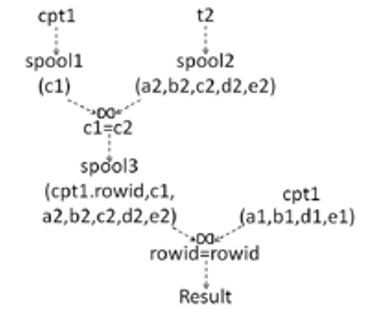 cpt1 t2
spool1 spool2
(c1) (a2,b2,c2,d2,e2)
c1=c2
spool3
(cpt1.rowid,c1, cpt1
a2,b2,c2,d2,e2) (a1,b1,d1,e1)
rowid=rowid
Result